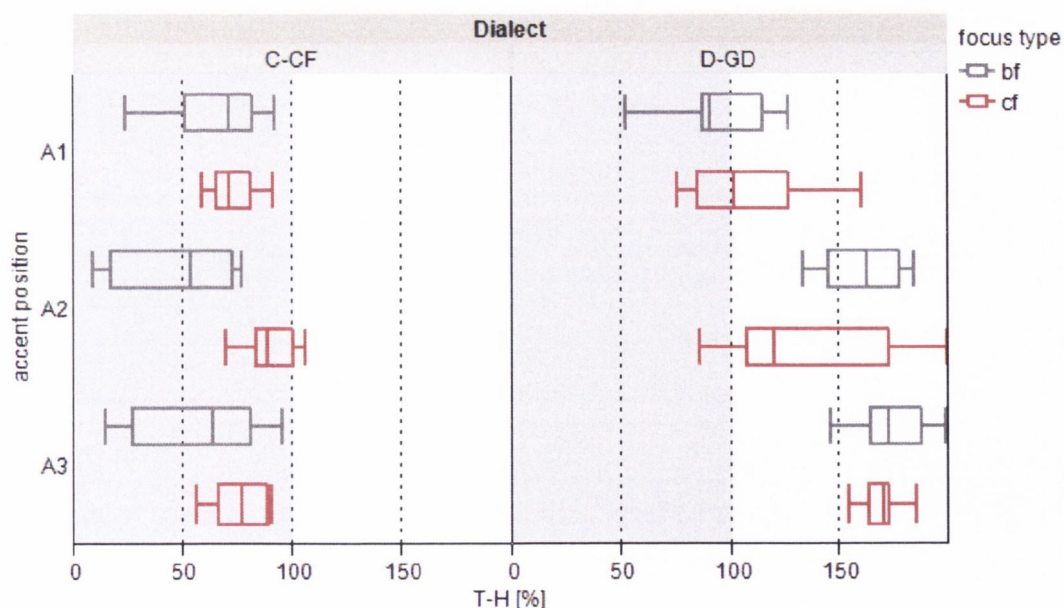 Dialect
C-CF
D-GD
focus type
bf
cf
accent position
A1
A2
A3
0
50
100
150
0
50
100
150
T-H [%]